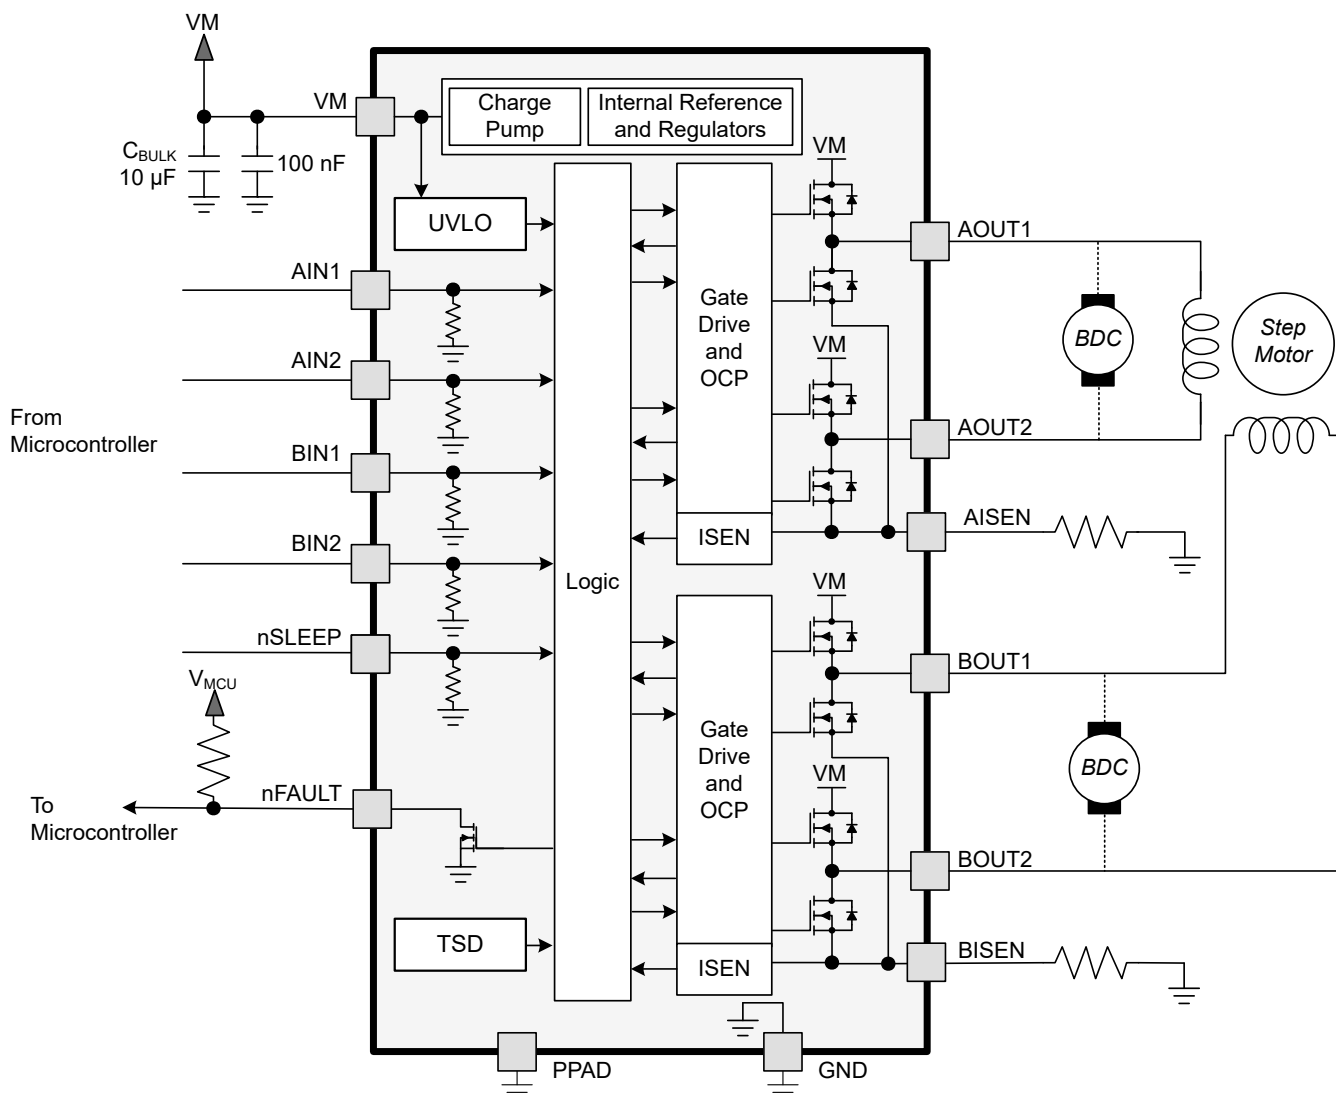 VM
VM
C_BULK
10 µF
100 nF
Charge
Pump
Internal Reference
and Regulators
UVLO
VM
AOUT1
AIN1
Gate
Drive
and
OCP
BDC
Step
Motor
VM
AIN2
From
Microcontroller
AOUT2
BIN1
ISEN
AISEN
BIN2
Logic
VM
nSLEEP
BOUT1
V_MCU
Gate
Drive
and
OCP
BDC
VM
nFAULT
To
Microcontroller
BOUT2
TSD
ISEN
BISEN
PPAD
GND